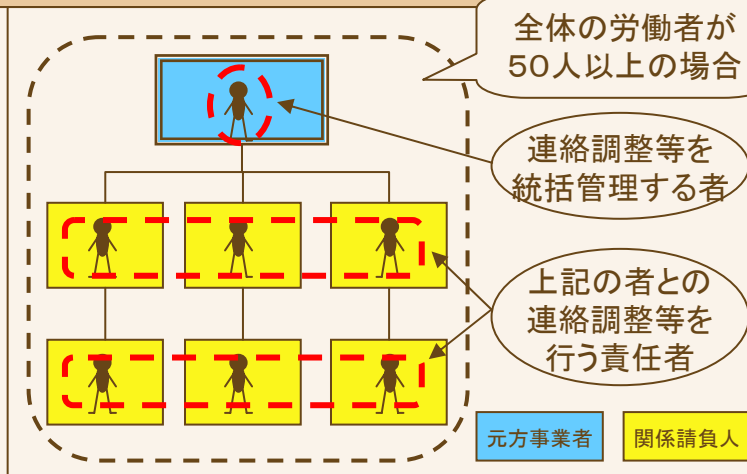 全体の労働者が
50人以上の場合
連絡調整等を
統括管理する者
上記の者との
連絡調整等を
行う責任者
元方事業者
関係請負人